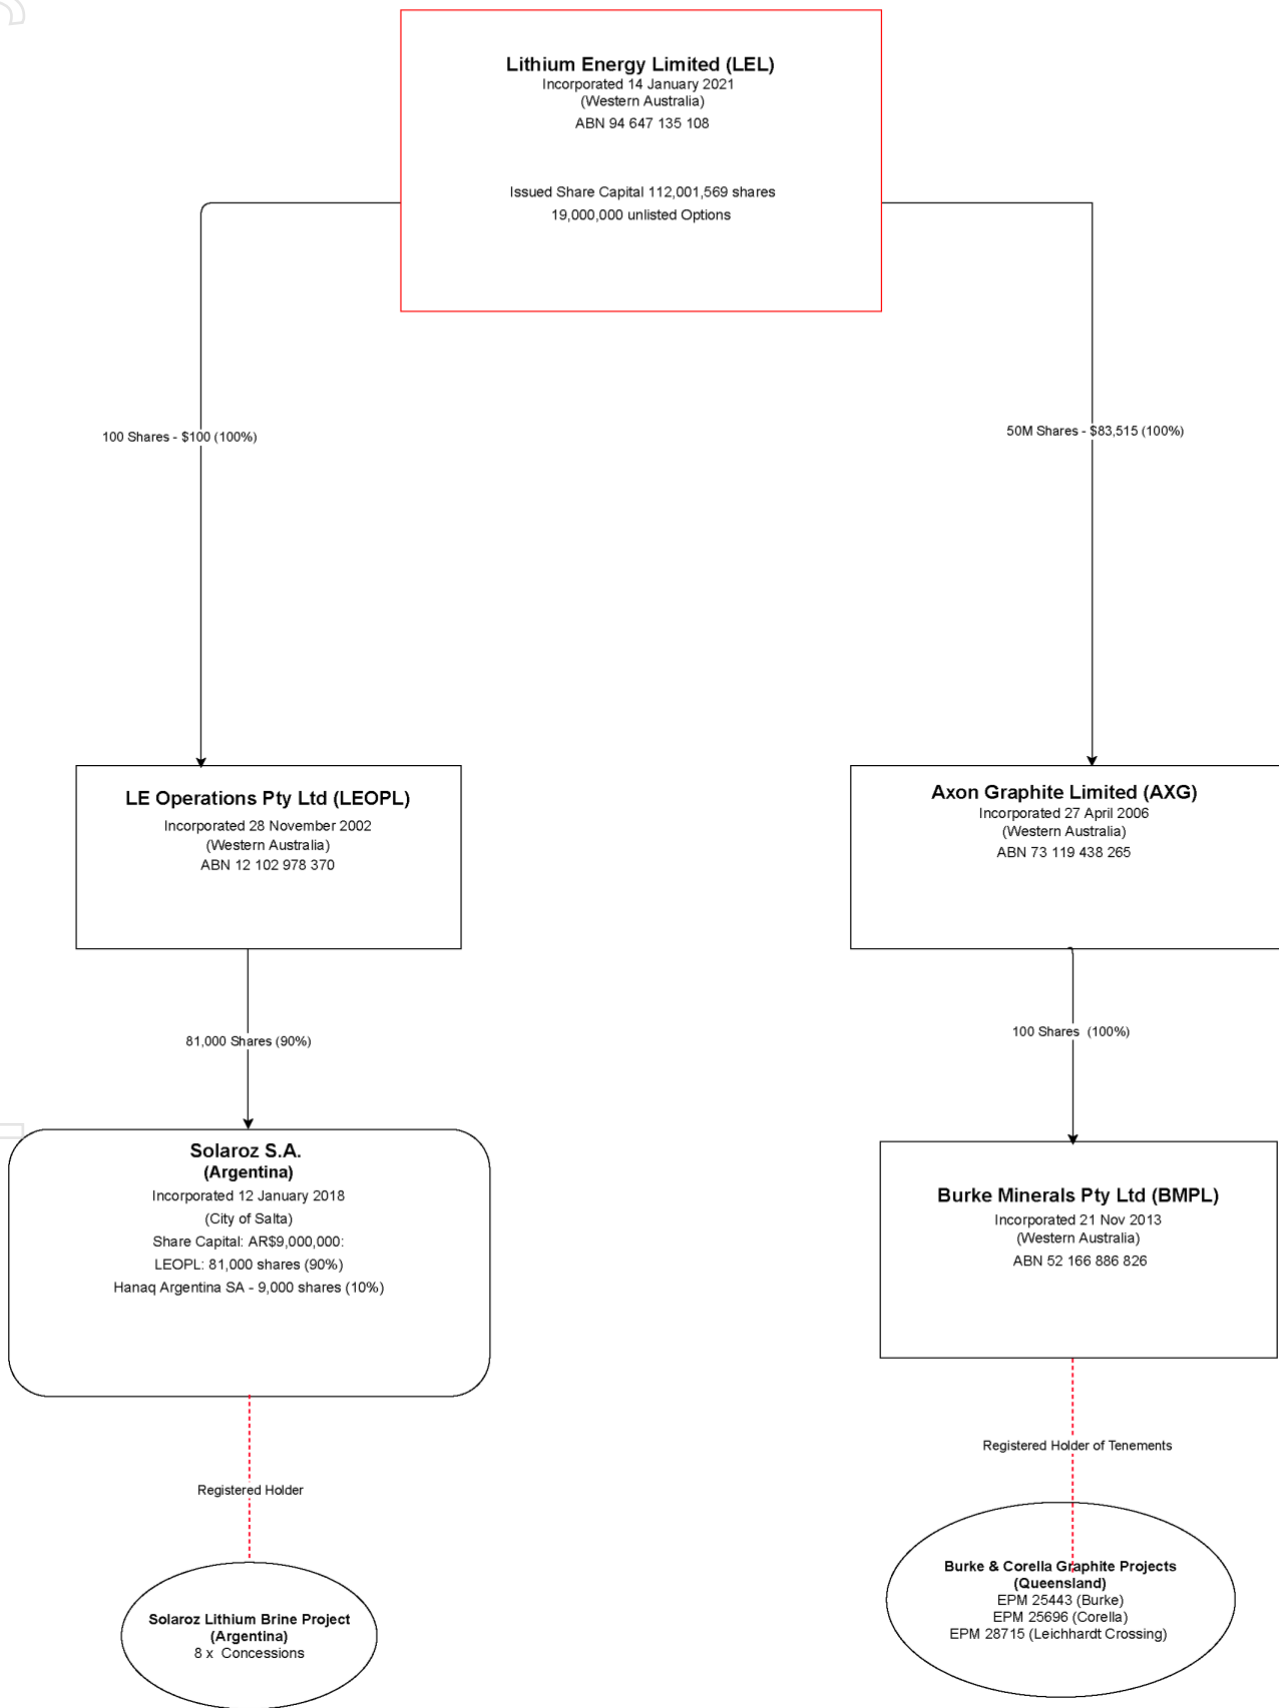 Lithium Energy Limited (LEL)
Incorporated 14 January 2021
(Western Australia)
ABN 94 647 135 108
Issued Share Capital 112,001,569 shares
19,000,000 unlisted Options
100 Shares - $100 (100%)
50M Shares - $83,515 (100%)
LE Operations Pty Ltd (LEOPL)
Incorporated 28 November 2002
(Western Australia)
ABN 12 102 978 370
Axon Graphite Limited (AXG)
Incorporated 27 April 2006
(Western Australia)
ABN 73 119 438 265
81,000 Shares (90%)
100 Shares (100%)
Solaroz S.A.
(Argentina)
Incorporated 12 January 2018
(City of Salta)
Share Capital: AR$9,000,000:
LEOPL: 81,000 shares (90%)
Hanaq Argentina SA - 9,000 shares (10%)
Burke Minerals Pty Ltd (BMPL)
Incorporated 21 Nov 2013
(Western Australia)
ABN 52 166 886 826
Registered Holder
Registered Holder of Tenements
Solaroz Lithium Brine Project
(Argentina)
8 x Concessions
Burke & Corella Graphite Projects
(Queensland)
EPM 25443 (Burke)
EPM 25696 (Corella)
EPM 28715 (Leichhardt Crossing)